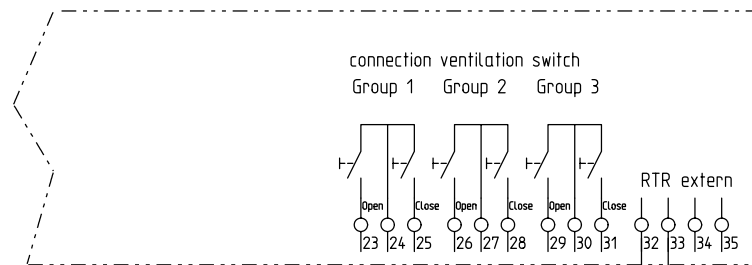 connection ventilation switch
Group 1 Group 2 Group 3
RTR extern
Open Close Open Close Open Close
23 24 25 26 27 28 29 30 31 32 33 34 35